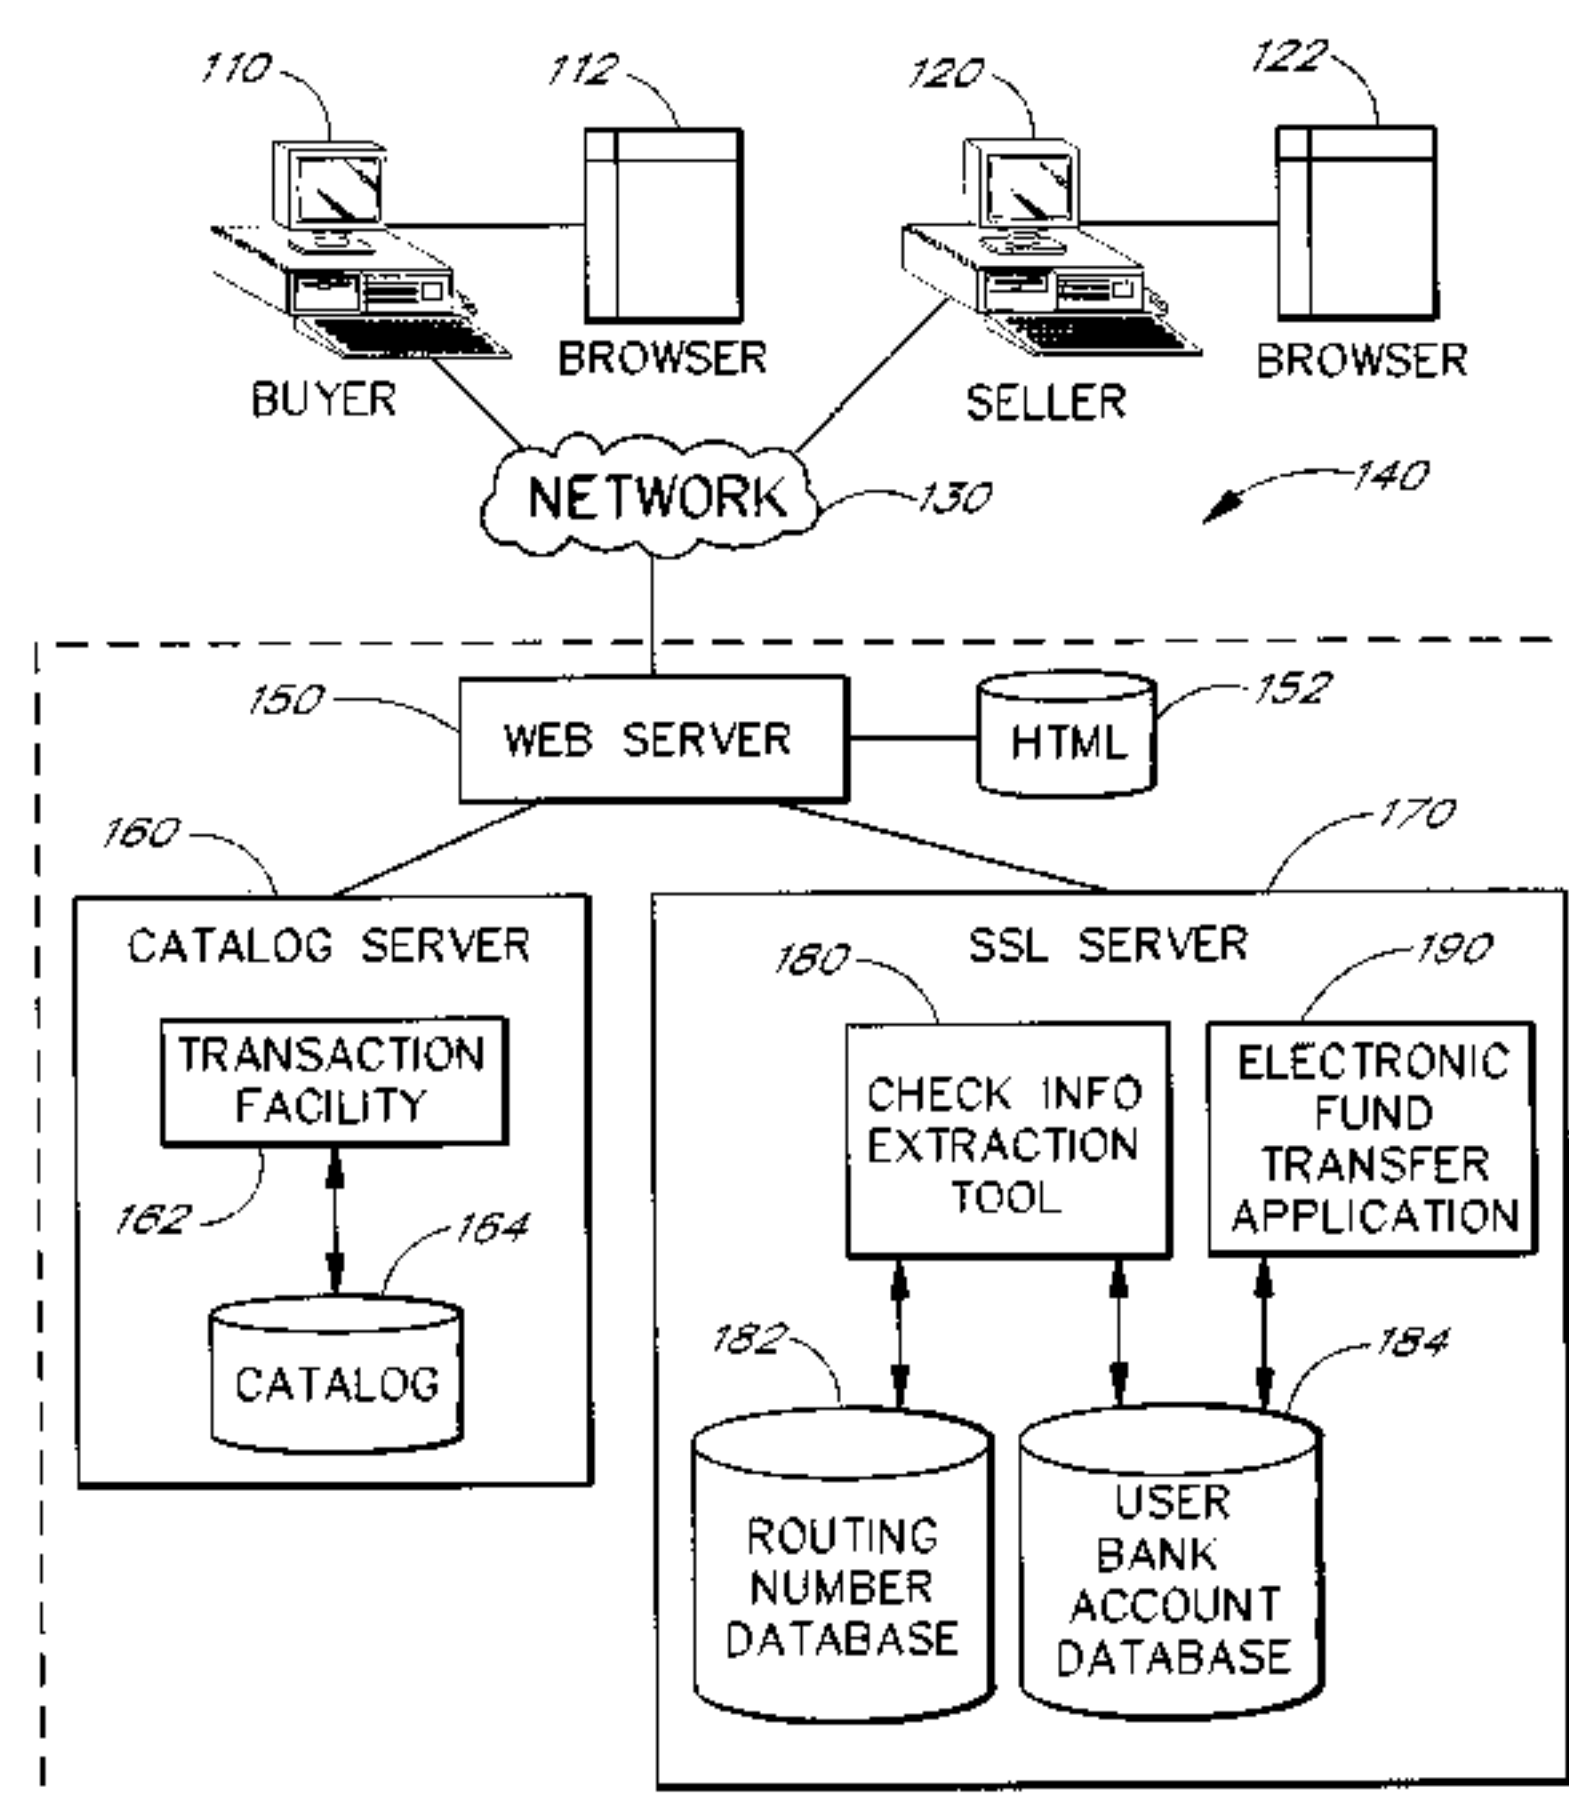 110
112
120
122
BROWSER
BROWSER
BUYER
SELLER
NETWORK
130
140
150
WEB SERVER
HTML
152
160
170
CATALOG SERVER
SSL SERVER
180
190
TRANSACTION
FACILITY
162
164
CATALOG
CHECK INFO
EXTRACTION
TOOL
ELECTRONIC
FUND
TRANSFER
APPLICATION
182
184
ROUTING
NUMBER
DATABASE
USER
BANK
ACCOUNT
DATABASE